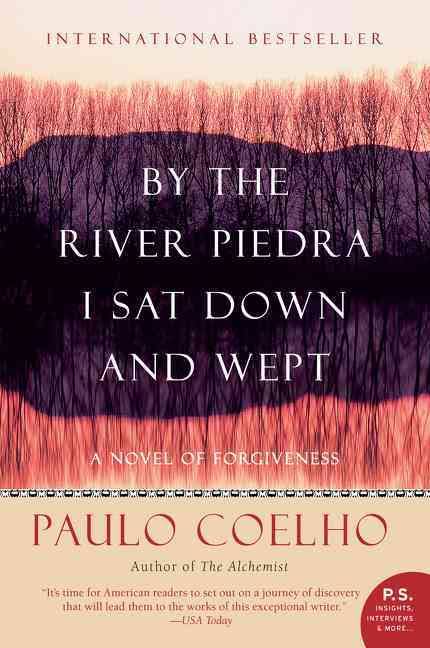 INTERNATIONAL BESTSELLER
BY THE
RIVER PIEDRA
I SAT DOWN
AND WEPT
A NOVEL OF FORGIVENESS
PAULO COELHO
Author of The Alchemist
"It's time for American readers to set out on a journey of discovery
that will lead them to the works of this exceptional writer."
—USA Today
P.S.
INSIGHTS,
INTERVIEWS
& MORE...